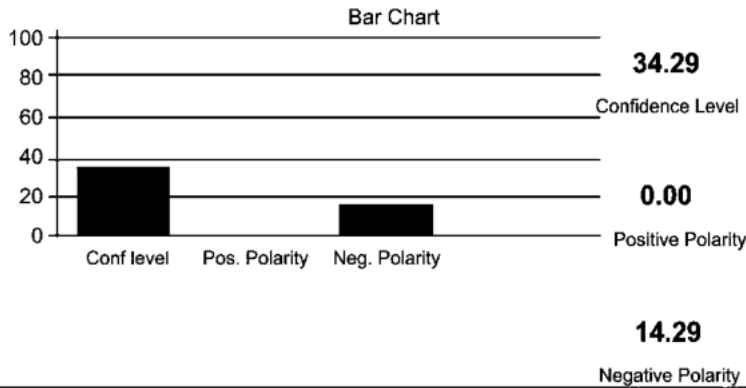 Bar Chart
100
80
60
40
20
0
Conf level Pos. Polarity Neg. Polarity
34.29
Confidence Level
0.00
Positive Polarity
14.29
Negative Polarity